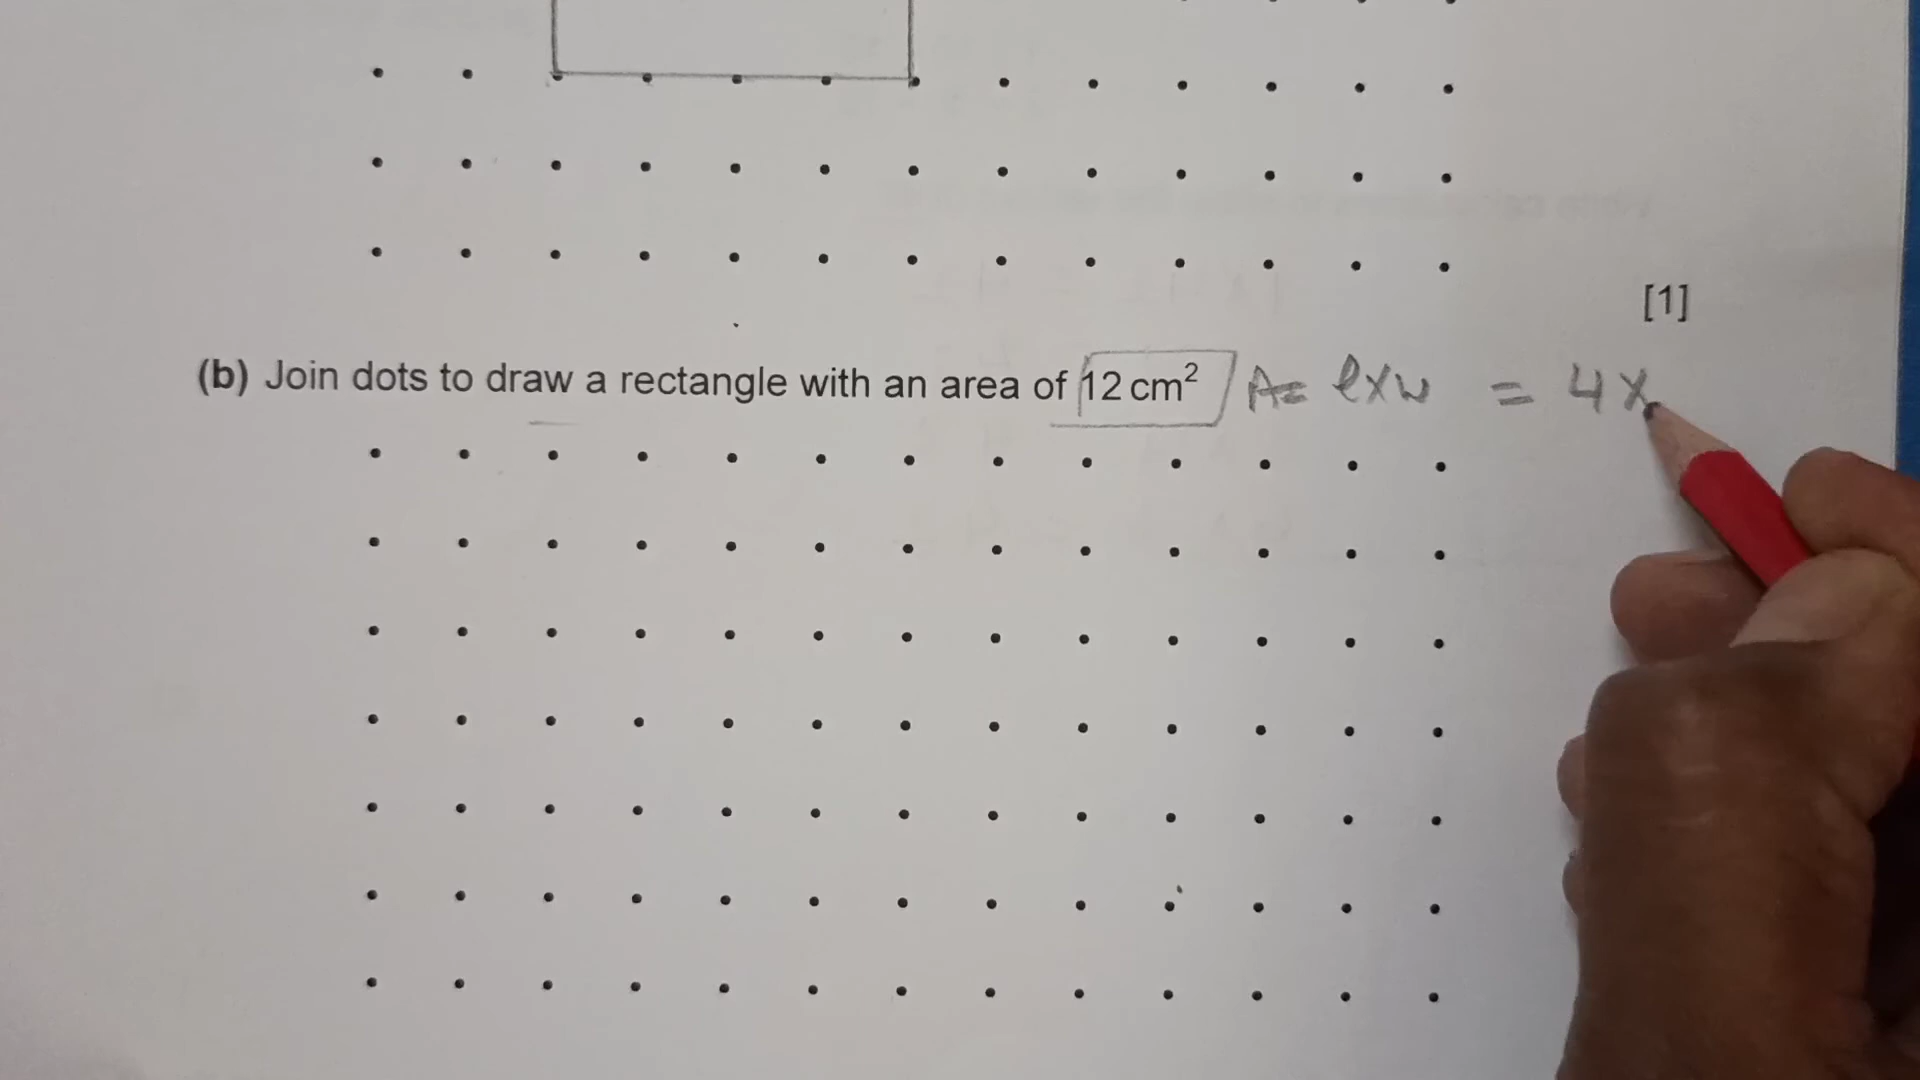 [1]
(b) Join dots to draw a rectangle with an area of 12 cm² A = l x w = 4 x